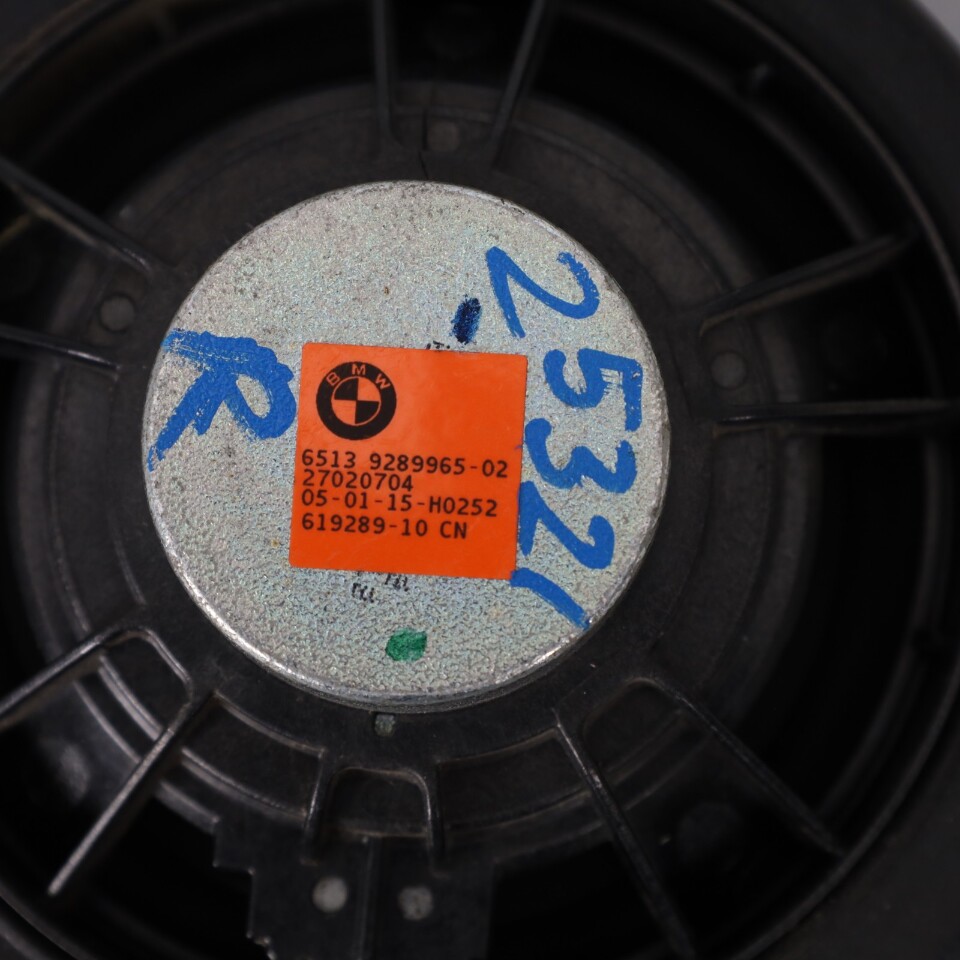 25321
R
BMW
6513 9289965-02
27020704
05-01-15-H0252
619289-10 CN